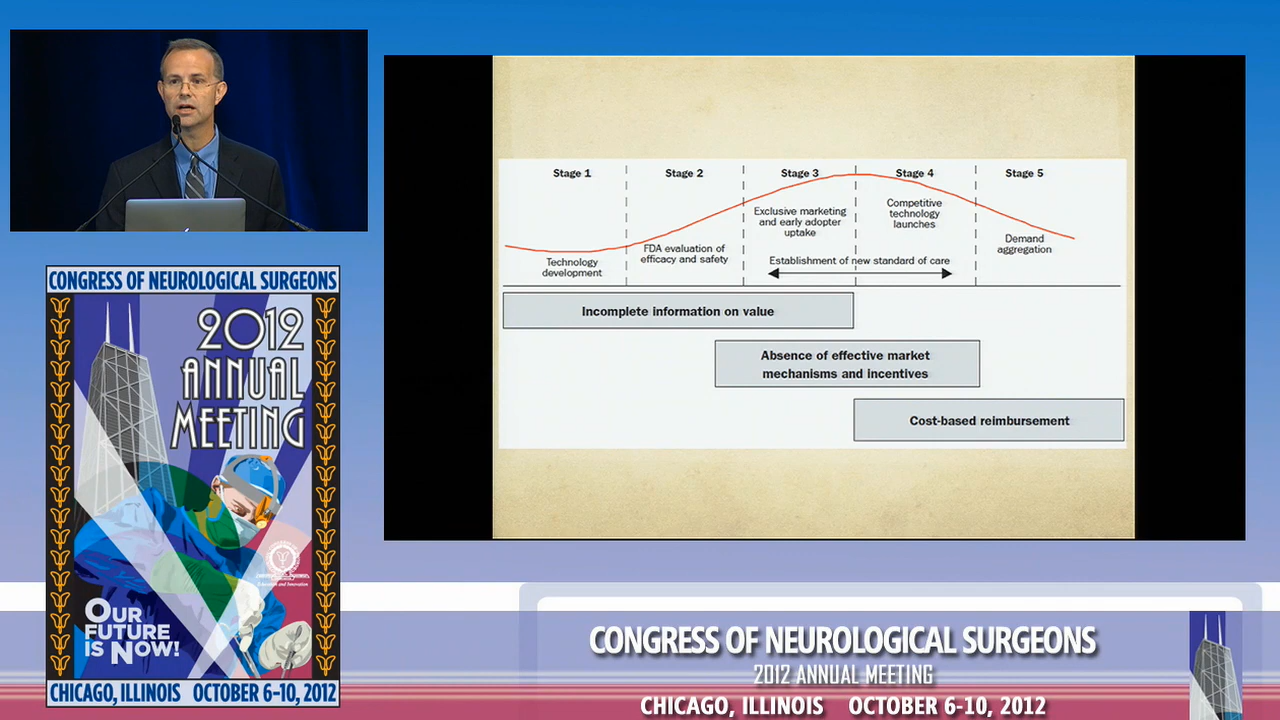 Stage 1
Stage 2
Stage 3
Stage 4
Stage 5
Technology
development
FDA evaluation of
efficacy and safety
Exclusive marketing
and early adopter
uptake
Competitive
technology
launches
Demand
aggregation
Establishment of new standard of care
Incomplete information on value
Absence of effective market
mechanisms and incentives
Cost-based reimbursement
CONGRESS OF NEUROLOGICAL SURGEONS
2012
ANNUAL
MEETING
OUR
FUTURE
IS NOW!
CHICAGO, ILLINOIS OCTOBER 6-10, 2012
CONGRESS OF NEUROLOGICAL SURGEONS
2012 ANNUAL MEETING
CHICAGO, ILLINOIS OCTOBER 6-10, 2012